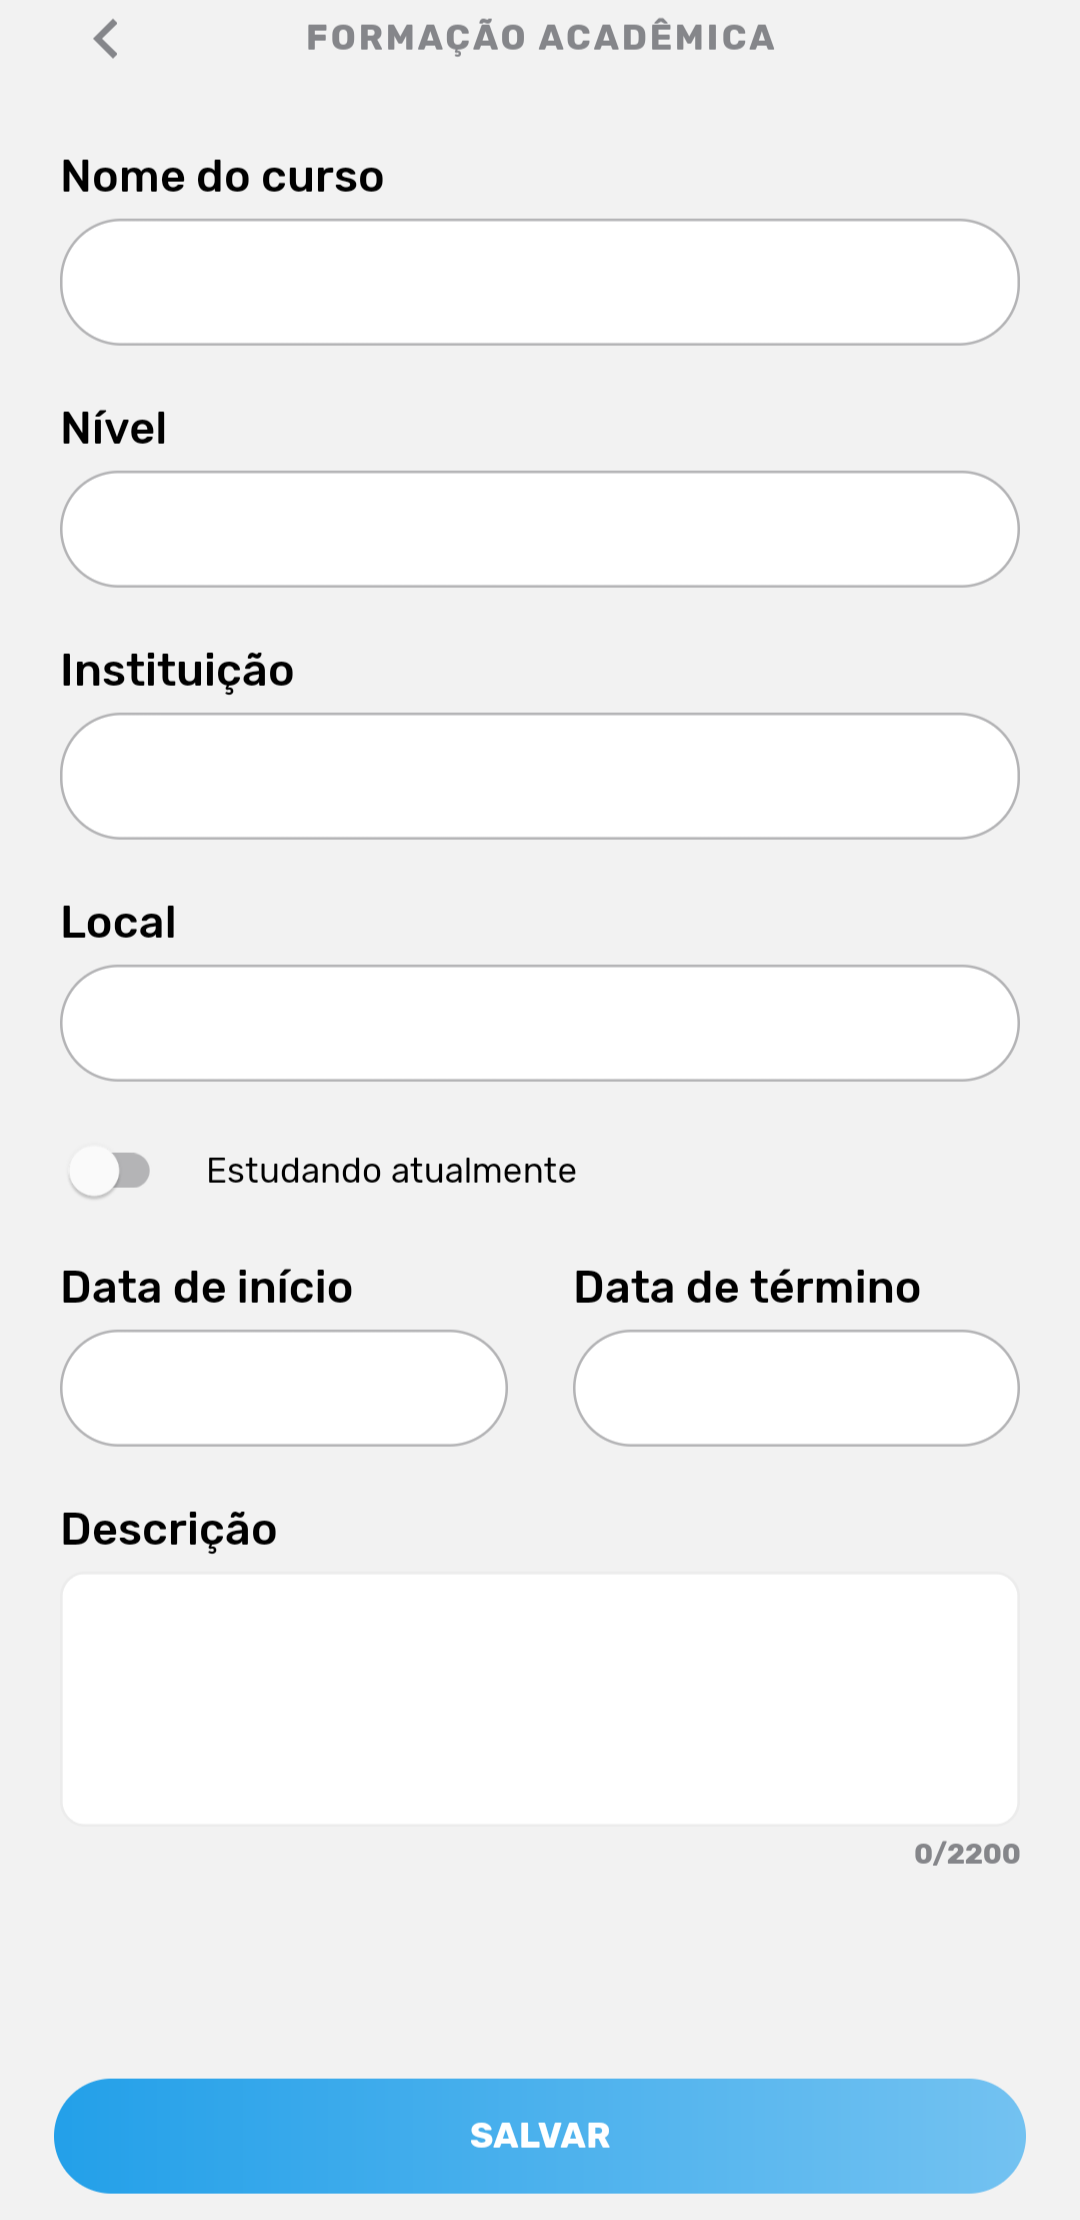 FORMAÇÃO ACADÊMICA
Nome do curso
Nível
Instituição
Local
Estudando atualmente
Data de início
Data de término
Descrição
0/2200
SALVAR